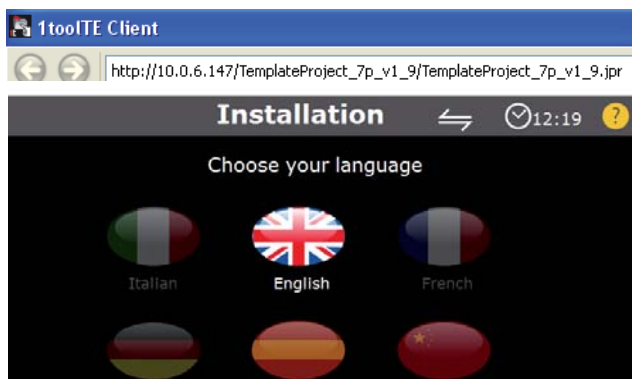 1toolTE Client
http://10.0.6.147/TemplateProject_7p_v1_9/TemplateProject_7p_v1_9.jpr
Installation 12:19 ?
Choose your language
Italian English French